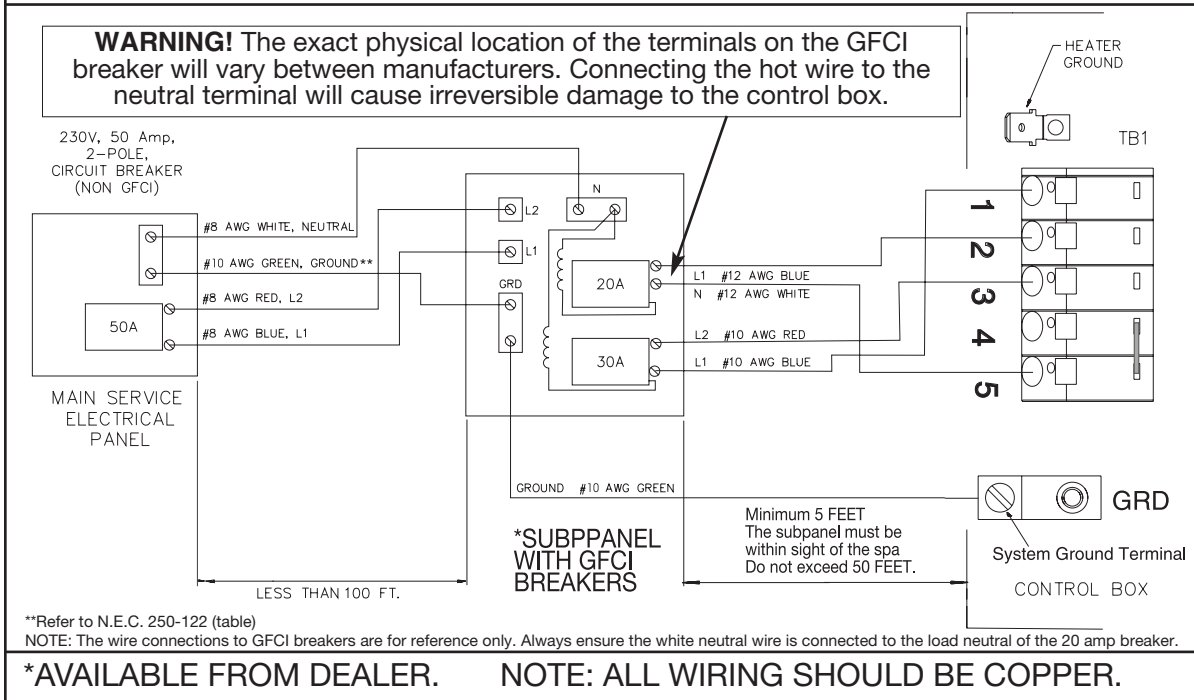 WARNING! The exact physical location of the terminals on the GFCI
breaker will vary between manufacturers. Connecting the hot wire to the
neutral terminal will cause irreversible damage to the control box.
HEATER
GROUND
TB1
230V, 50 Amp,
2-POLE,
CIRCUIT BREAKER
(NON GFCI)
#8 AWG WHITE, NEUTRAL
#10 AWG GREEN, GROUND**
#8 AWG RED, L2
#8 AWG BLUE, L1
50A
MAIN SERVICE
ELECTRICAL
PANEL
L2
L1
N
GRD
20A
30A
L1 #12 AWG BLUE
N #12 AWG WHITE
L2 #10 AWG RED
L1 #10 AWG BLUE
1
2
3
4
5
GROUND #10 AWG GREEN
*SUBPPANEL
WITH GFCI
BREAKERS
Minimum 5 FEET
The subpanel must be
within sight of the spa
Do not exceed 50 FEET.
GRD
System Ground Terminal
CONTROL BOX
LESS THAN 100 FT.
**Refer to N.E.C. 250-122 (table)
NOTE: The wire connections to GFCI breakers are for reference only. Always ensure the white neutral wire is connected to the load neutral of the 20 amp breaker.
*AVAILABLE FROM DEALER. NOTE: ALL WIRING SHOULD BE COPPER.